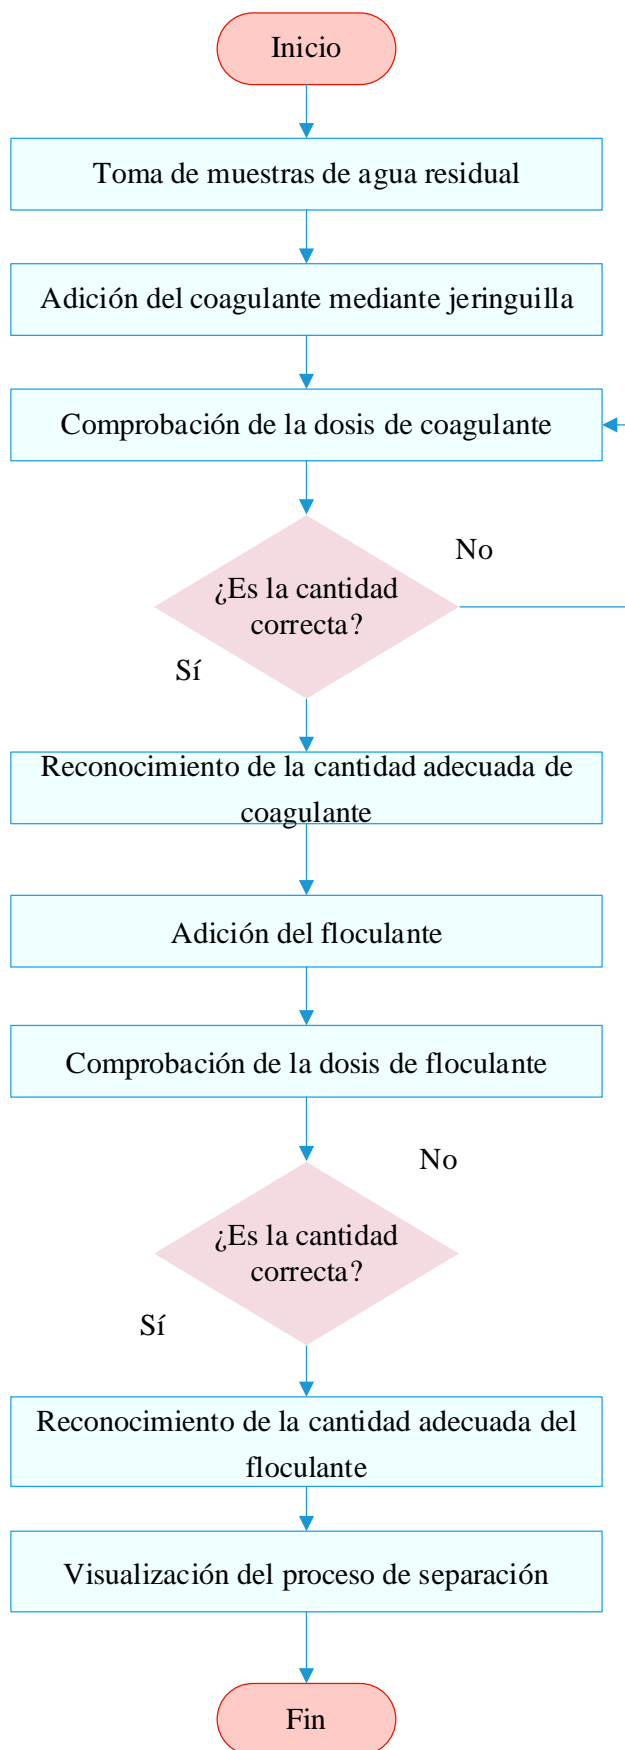 Inicio
Toma de muestras de agua residual
Adición del coagulante mediante jeringuilla
Comprobación de la dosis de coagulante
No
¿Es la cantidad
correcta?
Sí
Reconocimiento de la cantidad adecuada de
coagulante
Adición del floculante
Comprobación de la dosis de floculante
No
¿Es la cantidad
correcta?
Sí
Reconocimiento de la cantidad adecuada del
floculante
Visualización del proceso de separación
Fin